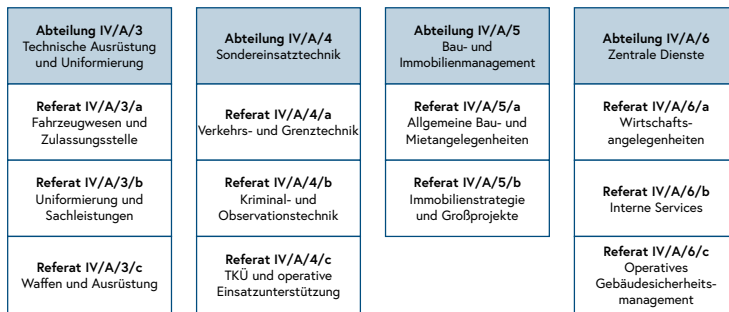 Abteilung IV/A/3
Technische Ausrüstung
und Uniformierung
Referat IV/A/3/a
Fahrzeugwesen und
Zulassungsstelle
Referat IV/A/3/b
Uniformierung und
Sachleistungen
Referat IV/A/3/c
Waffen und Ausrüstung
Abteilung IV/A/4
Sondereinsatztechnik
Referat IV/A/4/a
Verkehrs- und Grenztechnik
Referat IV/A/4/b
Kriminal- und
Observationstechnik
Referat IV/A/4/c
TKÜ und operative
Einsatzunterstützung
Abteilung IV/A/5
Bau- und
Immobilienmanagement
Referat IV/A/5/a
Allgemeine Bau- und
Mietangelegenheiten
Referat IV/A/5/b
Immobilienstrategie
und Großprojekte
Abteilung IV/A/6
Zentrale Dienste
Referat IV/A/6/a
Wirtschafts-
angelegenheiten
Referat IV/A/6/b
Interne Services
Referat IV/A/6/c
Operatives
Gebäudesicherheits-
management